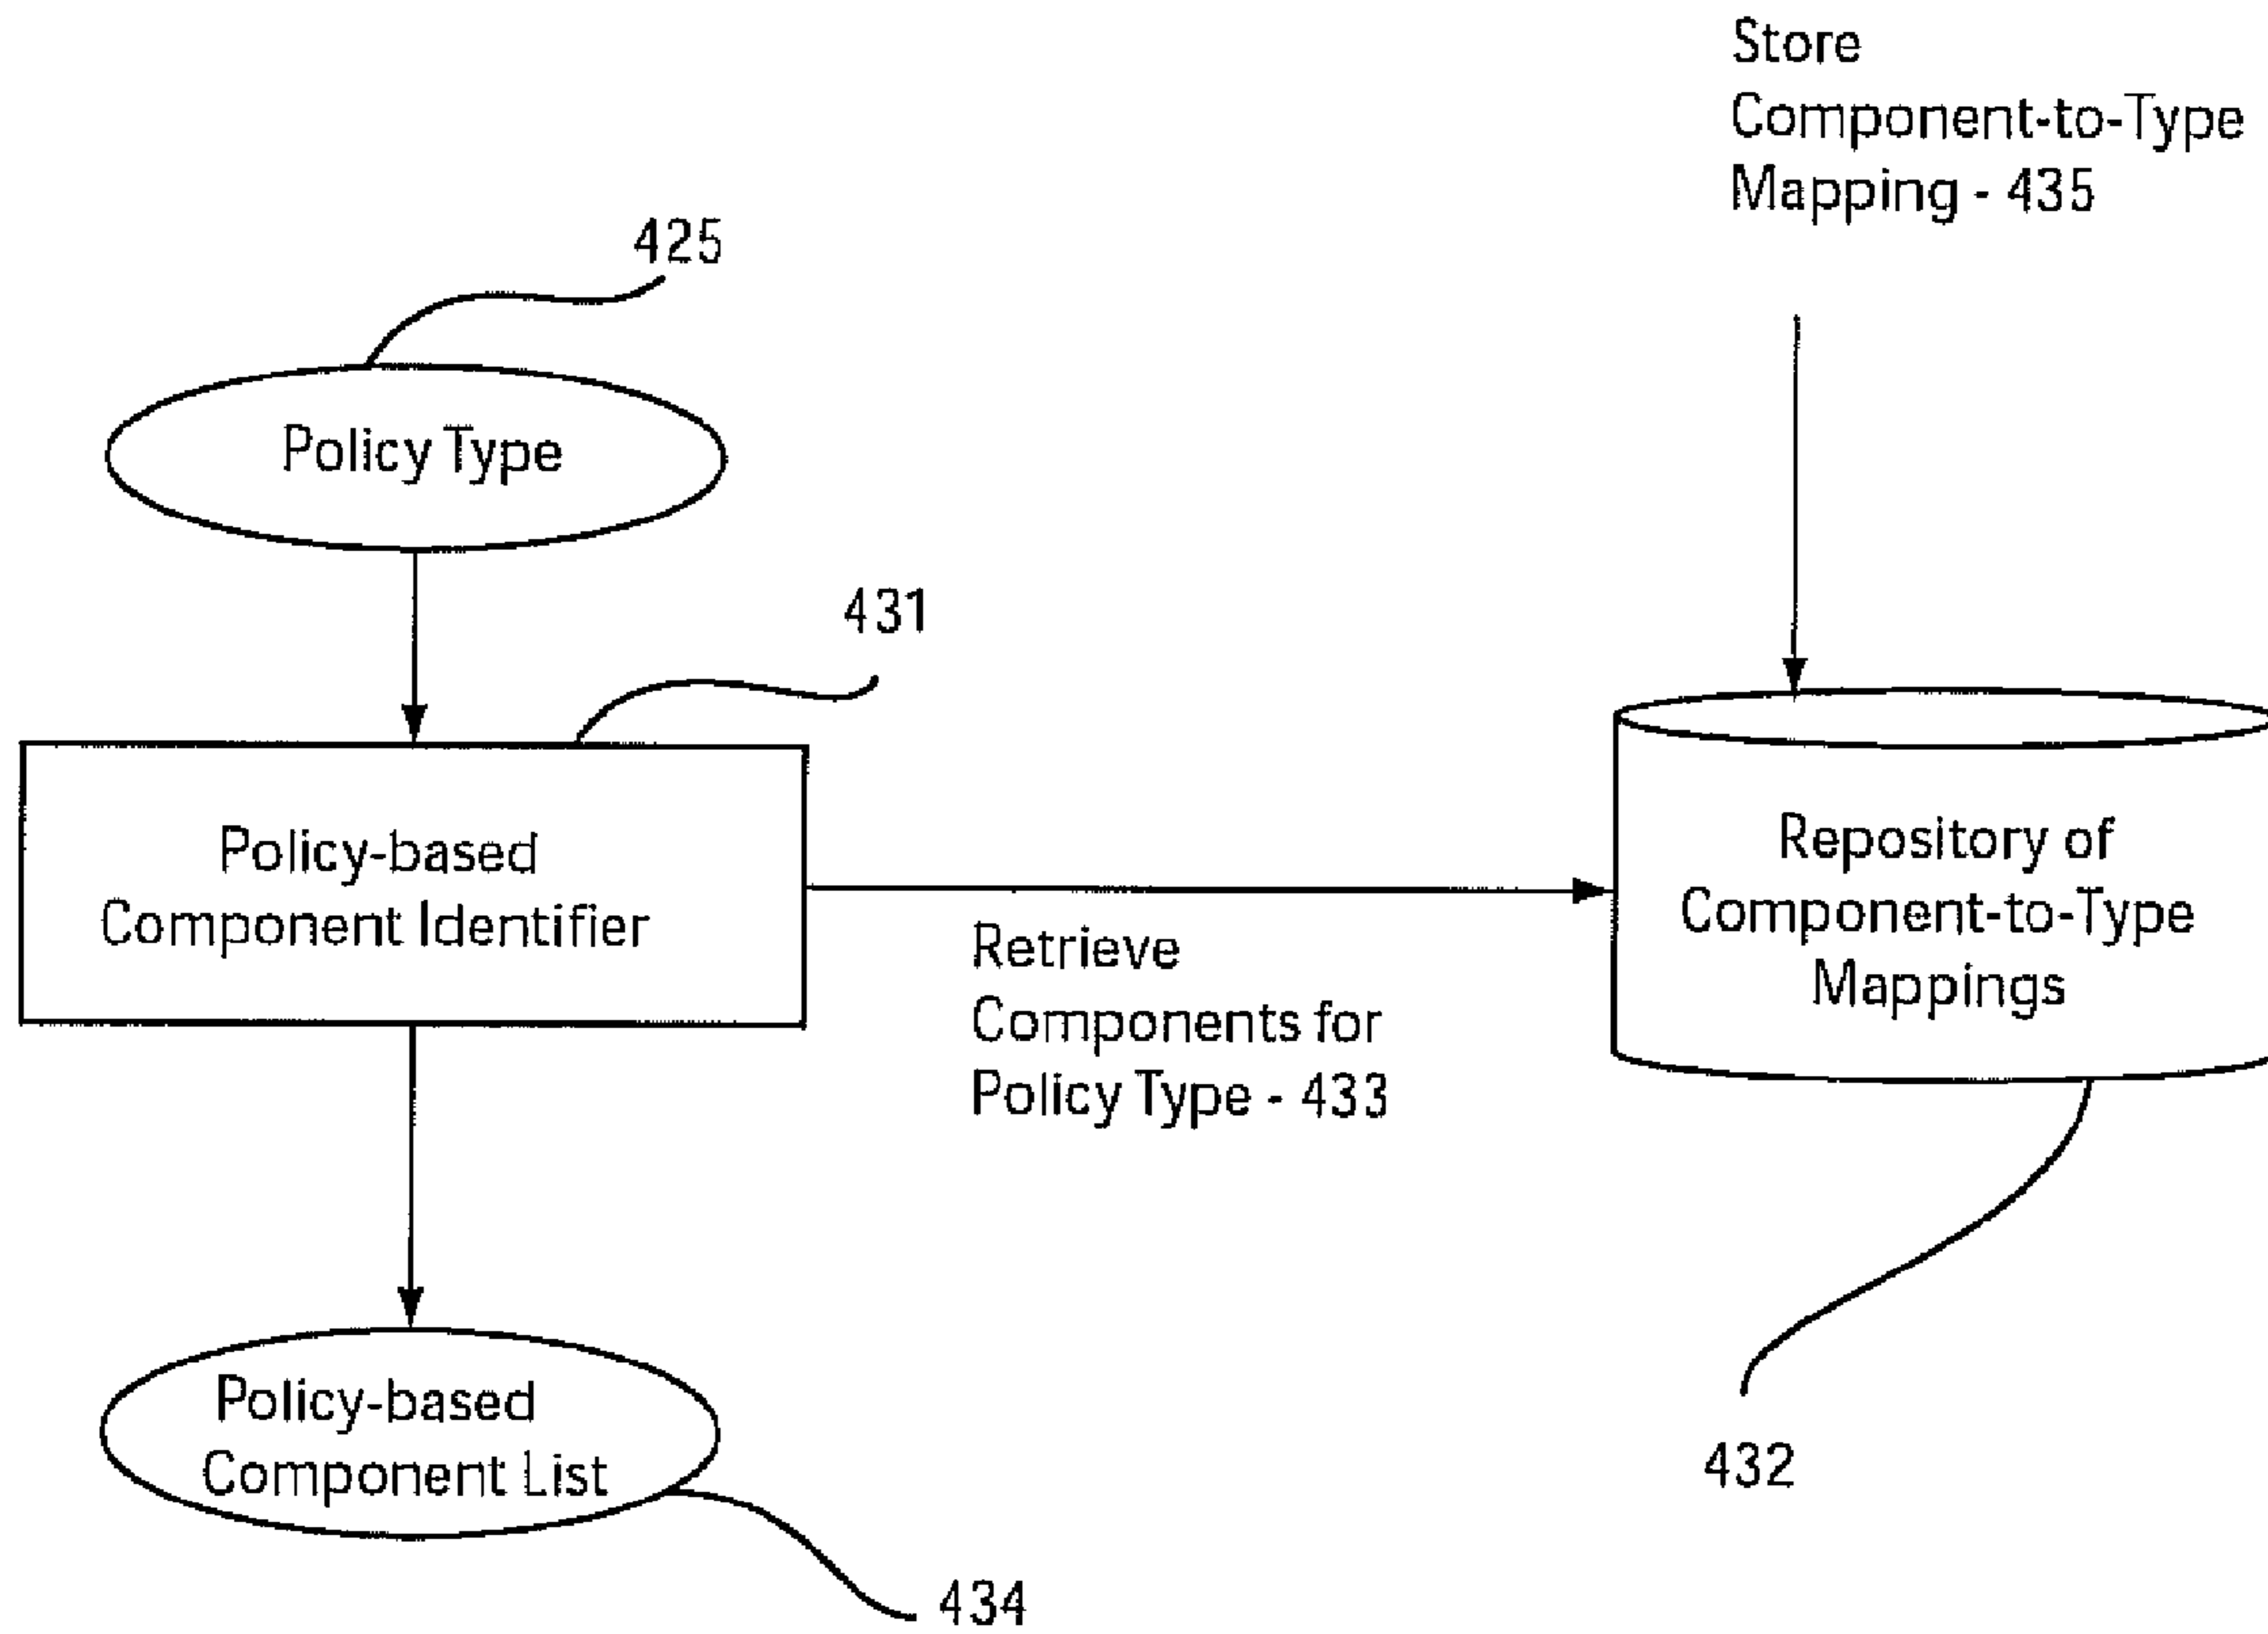 Store
Component-to-Type
Mapping - 435
425
Policy Type
431
Policy-based
Component Identifier
Retrieve
Components for
Policy Type - 433
Repository of
Component-to-Type
Mappings
Policy-based
Component List
432
434